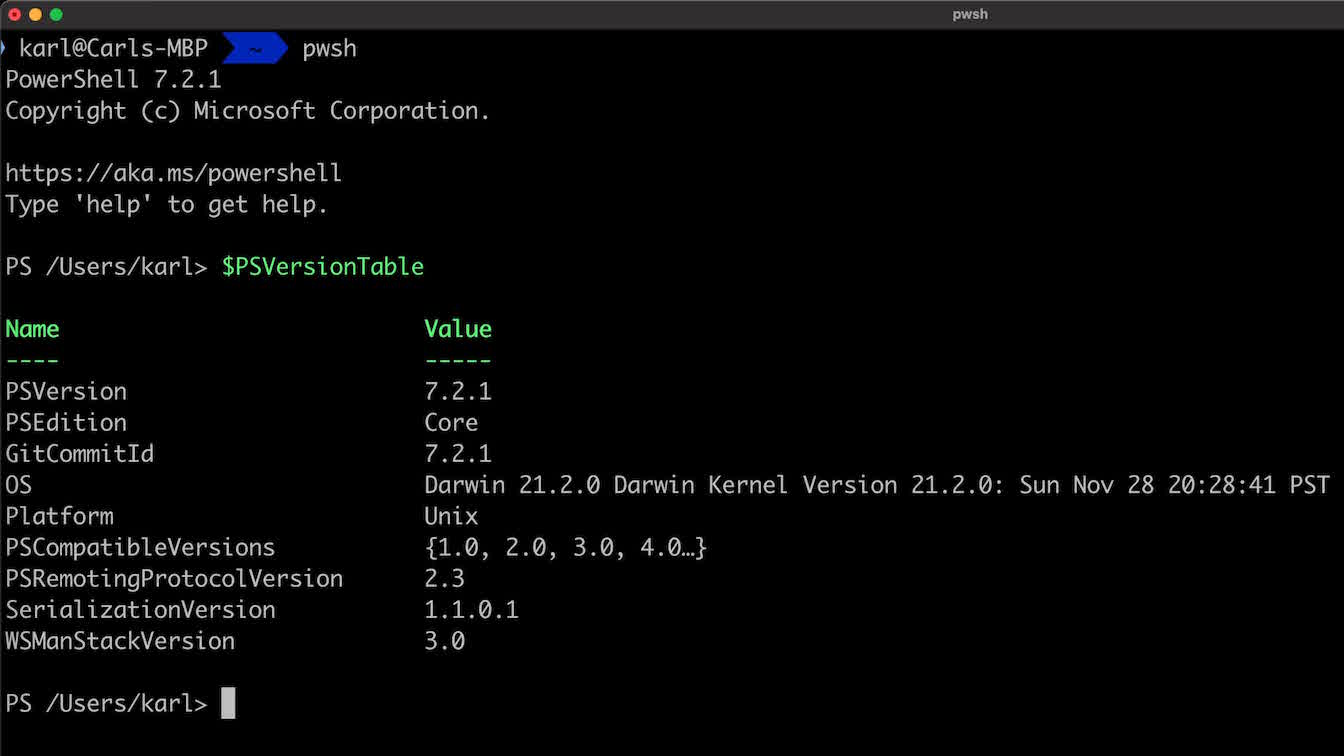 pwsh
karl@Carls-MBP ~ pwsh
PowerShell 7.2.1
Copyright (c) Microsoft Corporation.
https://aka.ms/powershell
Type 'help' to get help.
PS /Users/karl> $PSVersionTable
Name Value
---- -----
PSVersion 7.2.1
PSEdition Core
GitCommitId 7.2.1
OS Darwin 21.2.0 Darwin Kernel Version 21.2.0: Sun Nov 28 20:28:41 PST
Platform Unix
PSCompatibleVersions {1.0, 2.0, 3.0, 4.0…}
PSRemotingProtocolVersion 2.3
SerializationVersion 1.1.0.1
WSManStackVersion 3.0
PS /Users/karl>